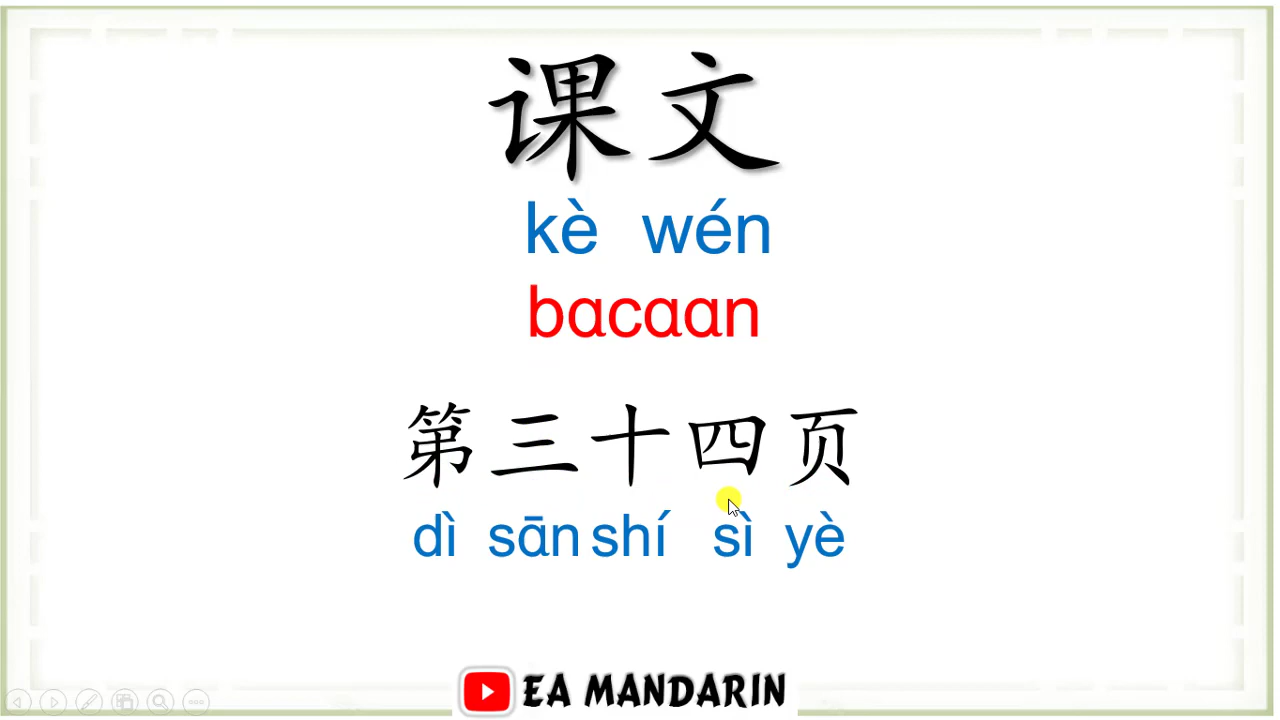 课文
kè wén
bacaan
第三十四页
dì sān shí sì yè
EA MANDARIN